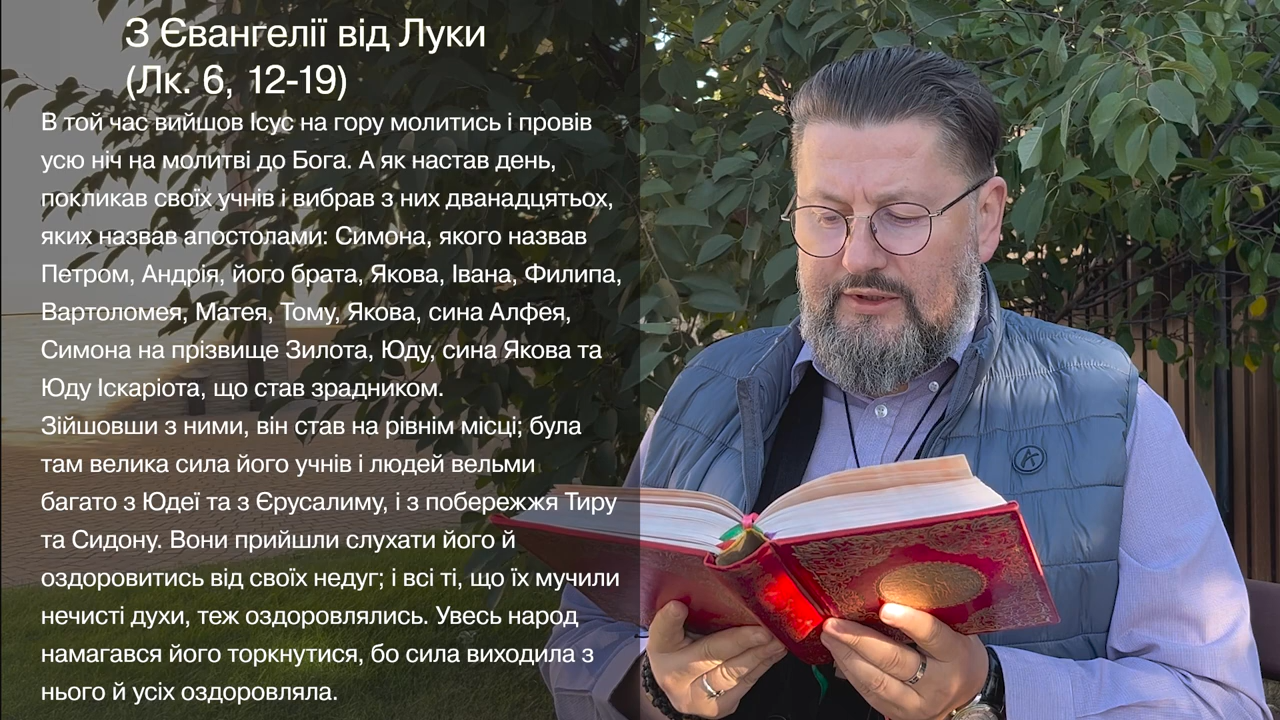 З Євангелії від Луки
(Лк. 6, 12-19)
В той час вийшов Ісус на гору молитись і провів
усю ніч на молитві до Бога. А як настав день,
покликав своїх учнів і вибрав з них дванадцятьох,
яких назвав апостолами: Симона, якого назвав
Петром, Андрія, його брата, Якова, Івана, Филипа,
Вартоломея, Матея, Тому, Якова, сина Алфея,
Симона на прізвище Зилота, Юду, сина Якова та
Юду Іскаріота, що став зрадником.
Зійшовши з ними, він став на рівнім місці; була
там велика сила його учнів і людей вельми
багато з Юдеї та з Єрусалиму, і з побережжя Тиру
та Сидону. Вони прийшли слухати його й
оздоровитись від своїх недуг; і всі ті, що їх мучили
нечисті духи, теж оздоровлялись. Увесь народ
намагався його торкнутися, бо сила виходила з
нього й усіх оздоровляла.